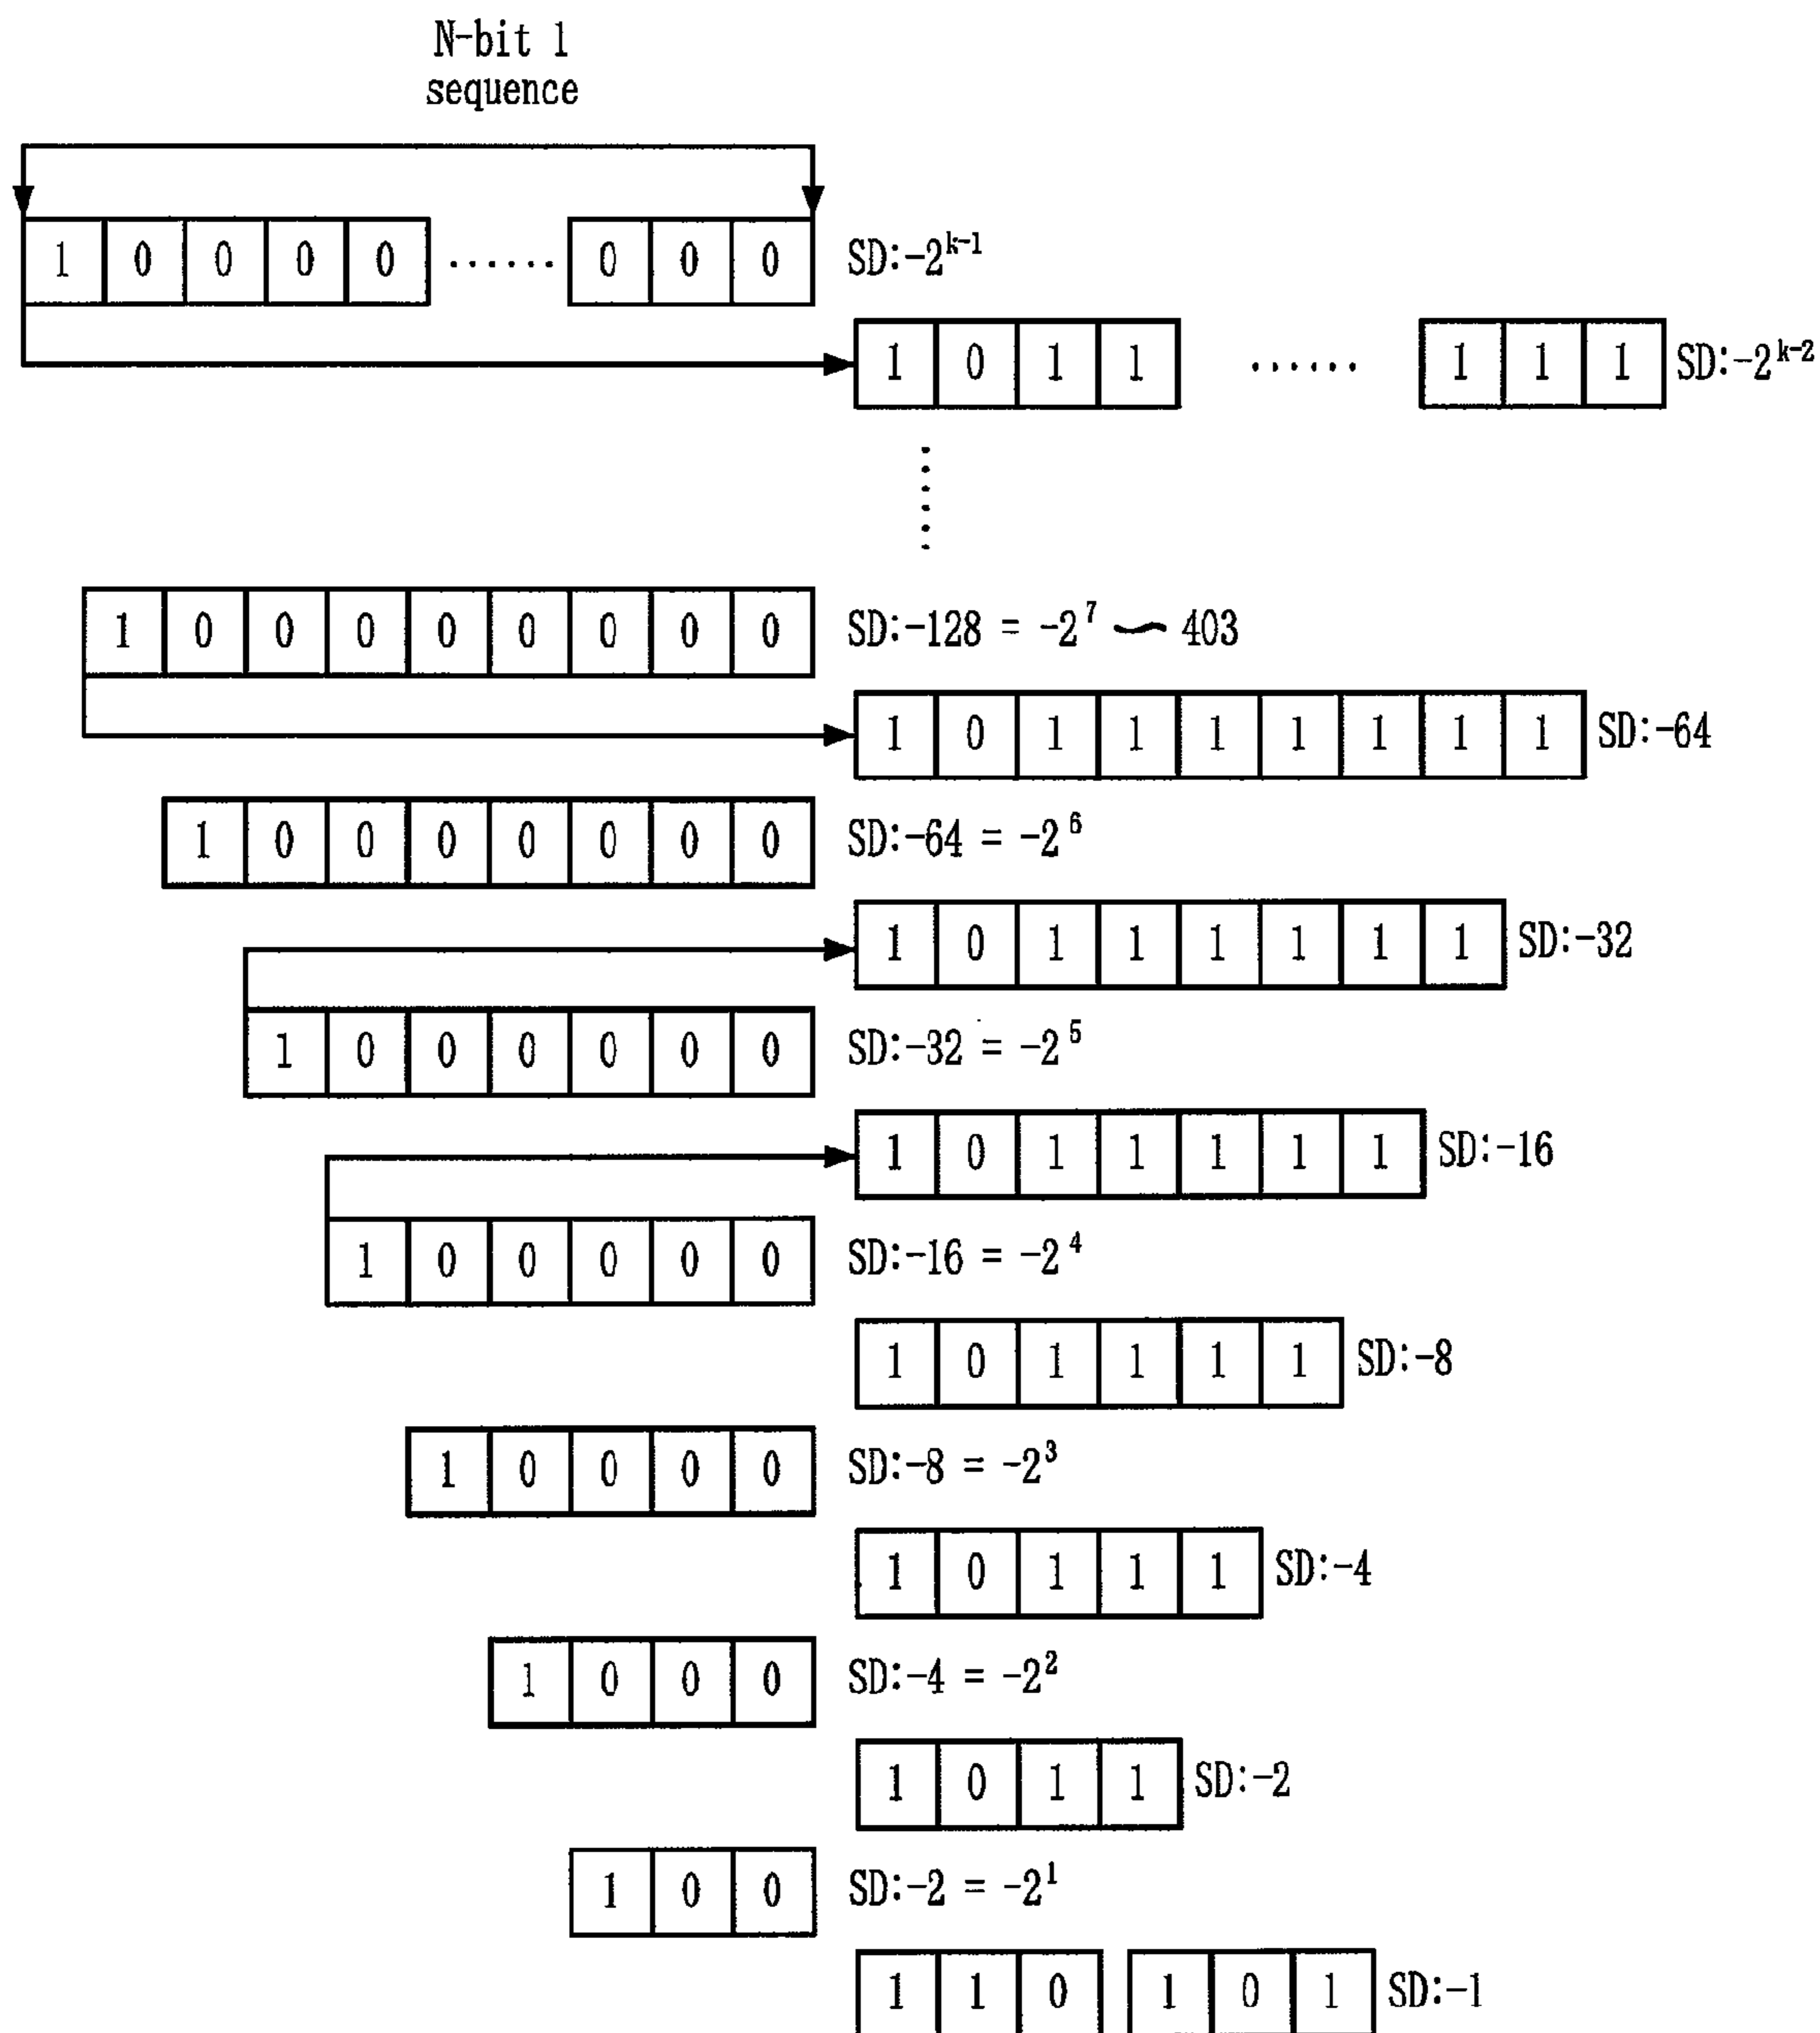 N-bit 1
sequence
1 0 0 0 0 ...... 0 0 0 SD:-2^k-1
1 0 1 1 ...... 1 1 1 SD:-2^k-2
1 0 0 0 0 0 0 0 0 SD:-128 = -2^7 ~ 403
1 0 1 1 1 1 1 1 1 SD:-64
1 0 0 0 0 0 0 0 SD:-64 = -2^6
1 0 1 1 1 1 1 1 SD:-32
1 0 0 0 0 0 0 SD:-32 = -2^5
1 0 1 1 1 1 1 SD:-16
1 0 0 0 0 0 SD:-16 = -2^4
1 0 1 1 1 1 SD:-8
1 0 0 0 0 SD:-8 = -2^3
1 0 1 1 1 SD:-4
1 0 0 0 SD:-4 = -2^2
1 0 1 1 SD:-2
1 0 0 SD:-2 = -2^1
1 1 0 1 0 1 SD:-1